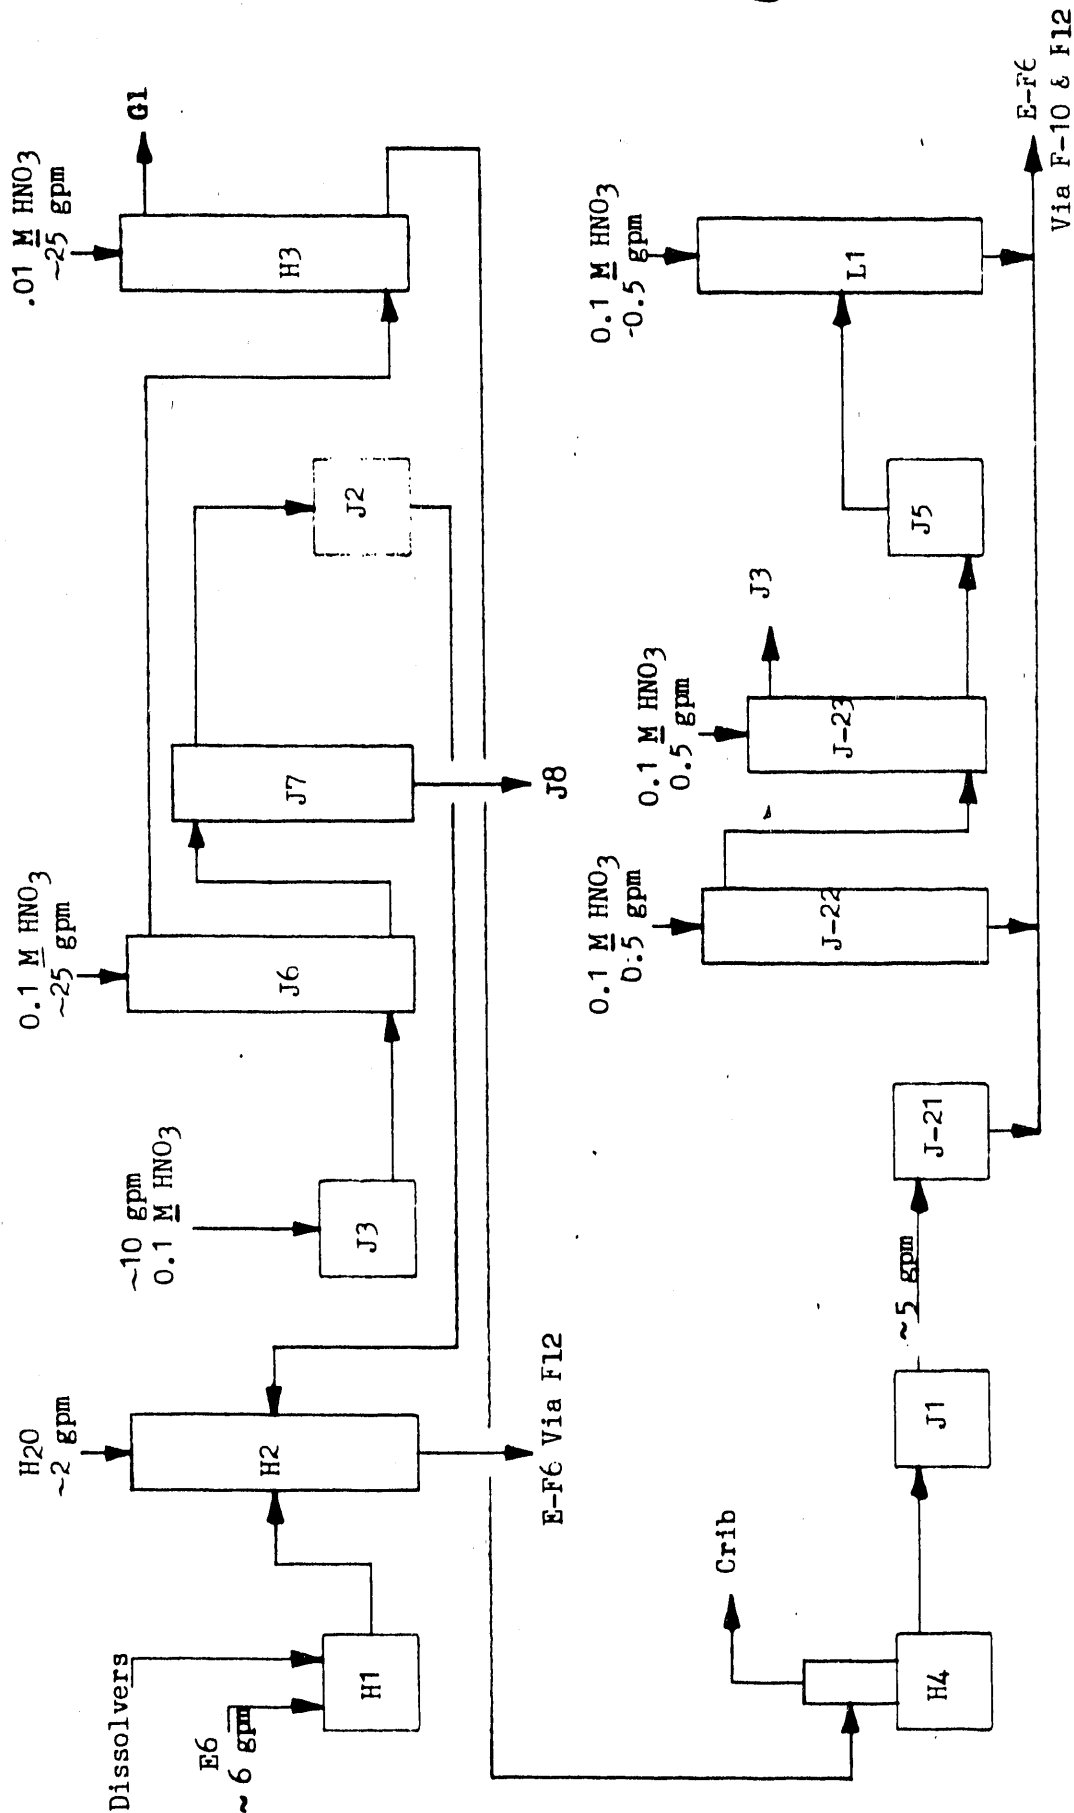 Dissolvers
E6
~6 gpm
H1
H2O
~2 gpm
H2
E-F6 Via F12
~10 gpm
0.1 M HNO3
J3
0.1 M HNO3
~25 gpm
J6
J7
J8
J2
.01 M HNO3
~25 gpm
H3
G1
Crib
H4
J1
~5 gpm
J-21
0.1 M HNO3
0.5 gpm
J-22
0.1 M HNO3
0.5 gpm
J-23
J3
J5
0.1 M HNO3
-0.5 gpm
L1
E-F6
Via F-10 & F12